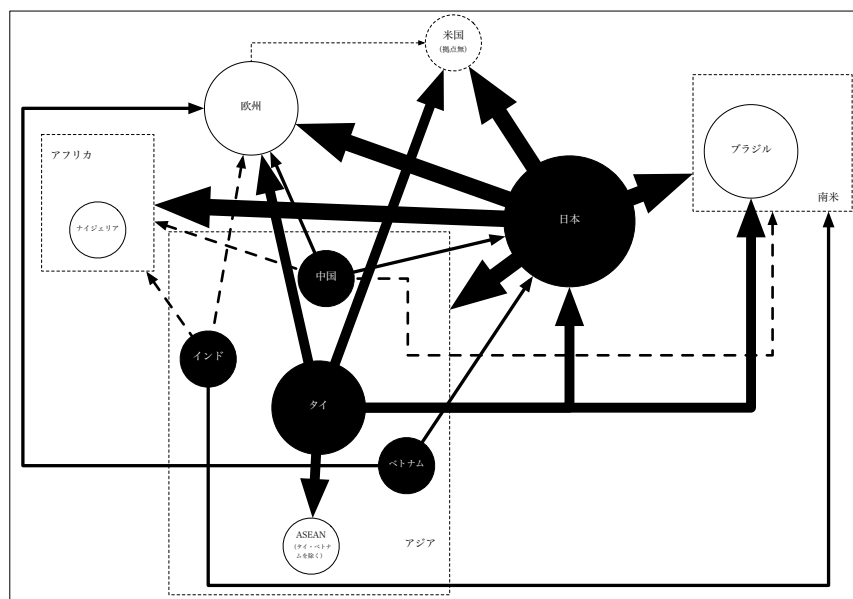 米国
(拠点無)
欧州
ブラジル
アフリカ
南米
ナイジェリア
日本
中国
インド
タイ
ベトナム
ASEAN
(タイ・ベトナ
ムを除く)
アジア